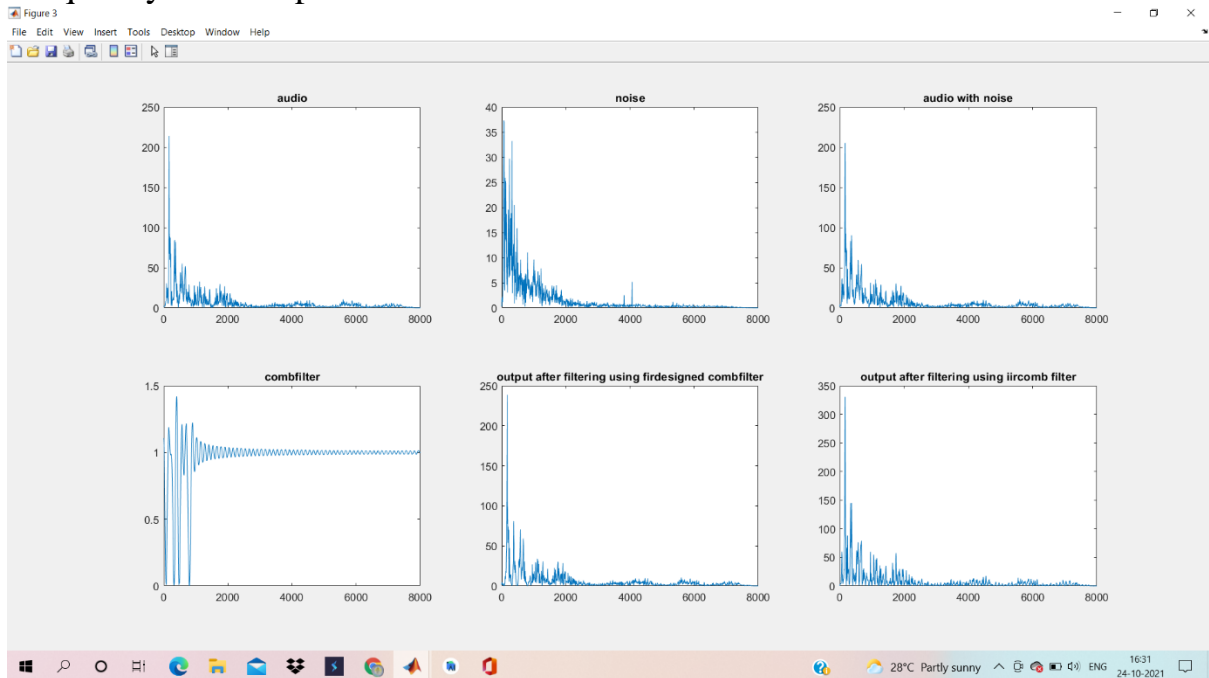 Figure 3
File Edit View Insert Tools Desktop Window Help
audio
250
200
150
100
50
0
0 2000 4000 6000 8000
noise
40
35
30
25
20
15
10
5
0
0 2000 4000 6000 8000
audio with noise
250
200
150
100
50
0
0 2000 4000 6000 8000
combfilter
1.5
1
0.5
0
0 2000 4000 6000 8000
output after filtering using firdesigned combfilter
250
200
150
100
50
0
0 2000 4000 6000 8000
output after filtering using iircomb filter
350
300
250
200
150
100
50
0
0 2000 4000 6000 8000
28°C Partly sunny
ENG
16:31
24-10-2021